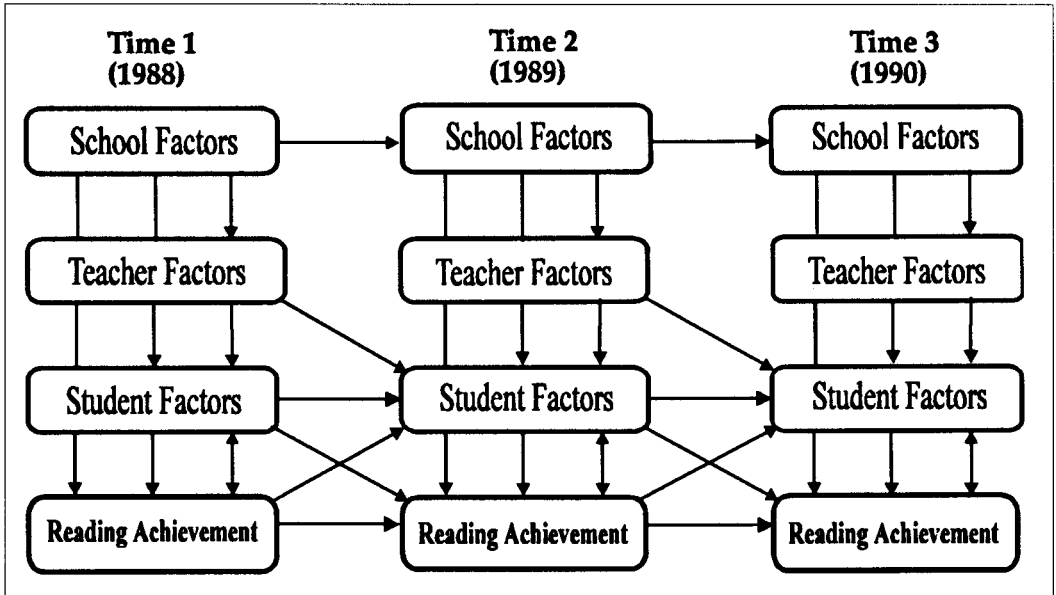 Time 1
(1988)
Time 2
(1989)
Time 3
(1990)
School Factors
School Factors
School Factors
Teacher Factors
Teacher Factors
Teacher Factors
Student Factors
Student Factors
Student Factors
Reading Achievement
Reading Achievement
Reading Achievement